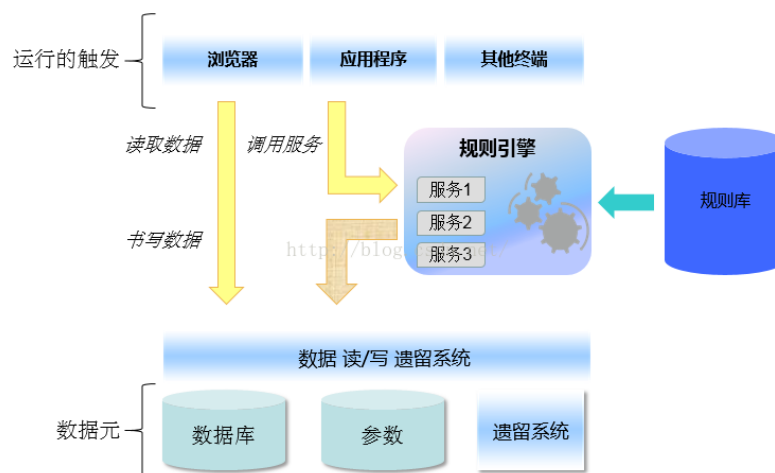 运行的触发
浏览器
应用程序
其他终端
读取数据
调用服务
规则引擎
服务1
服务2
服务3
规则库
书写数据
数据 读/写 遗留系统
数据元
数据库
参数
遗留系统